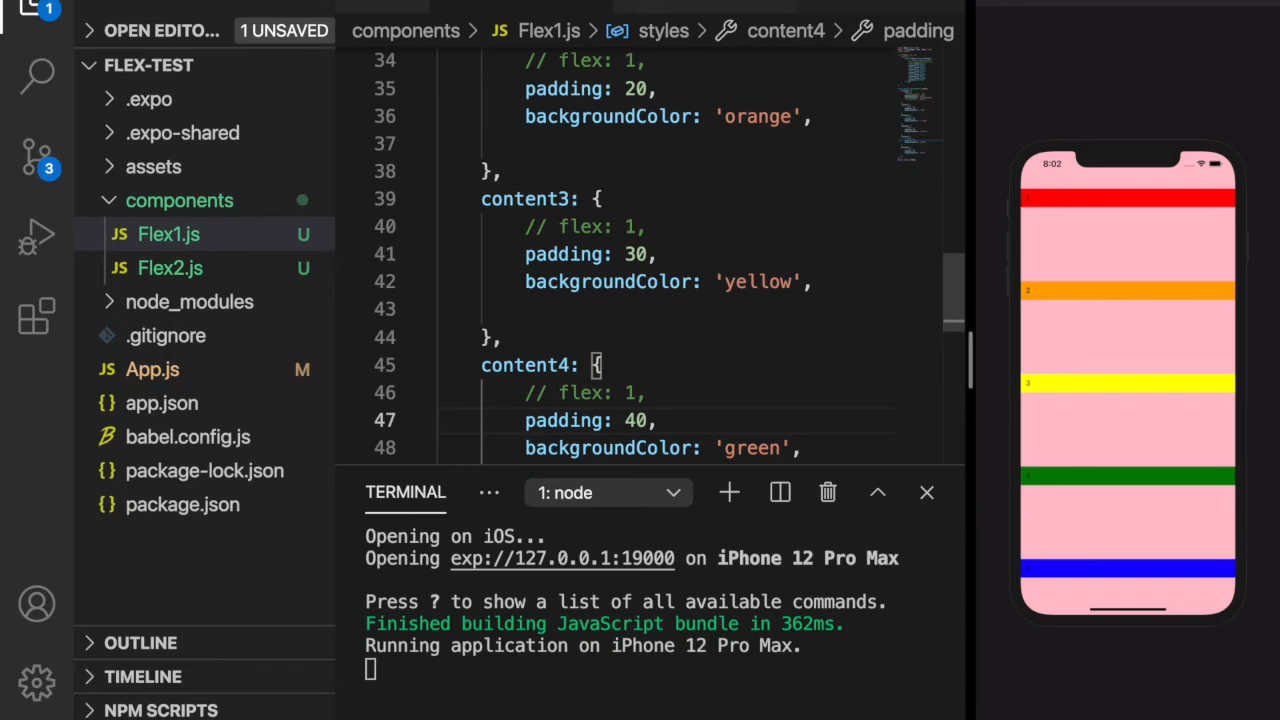 1
OPEN EDITO...
1 UNSAVED
FLEX-TEST
.expo
.expo-shared
3
assets
components
JS Flex1.js U
JS Flex2.js U
node_modules
.gitignore
JS App.js M
{} app.json
babel.config.js
{} package-lock.json
{} package.json
OUTLINE
TIMELINE
NPM SCRIPTS
components > JS Flex1.js > styles > content4 > padding
34 // flex: 1,
35 padding: 20,
36 backgroundColor: 'orange',
37
38 },
39 content3: {
40 // flex: 1,
41 padding: 30,
42 backgroundColor: 'yellow',
43
44 },
45 content4: {
46 // flex: 1,
47 padding: 40,
48 backgroundColor: 'green',
TERMINAL ... 1: node
Opening on iOS...
Opening exp://127.0.0.1:19000 on iPhone 12 Pro Max
Press ? to show a list of all available commands.
Finished building JavaScript bundle in 362ms.
Running application on iPhone 12 Pro Max.
8:02
2
3
4